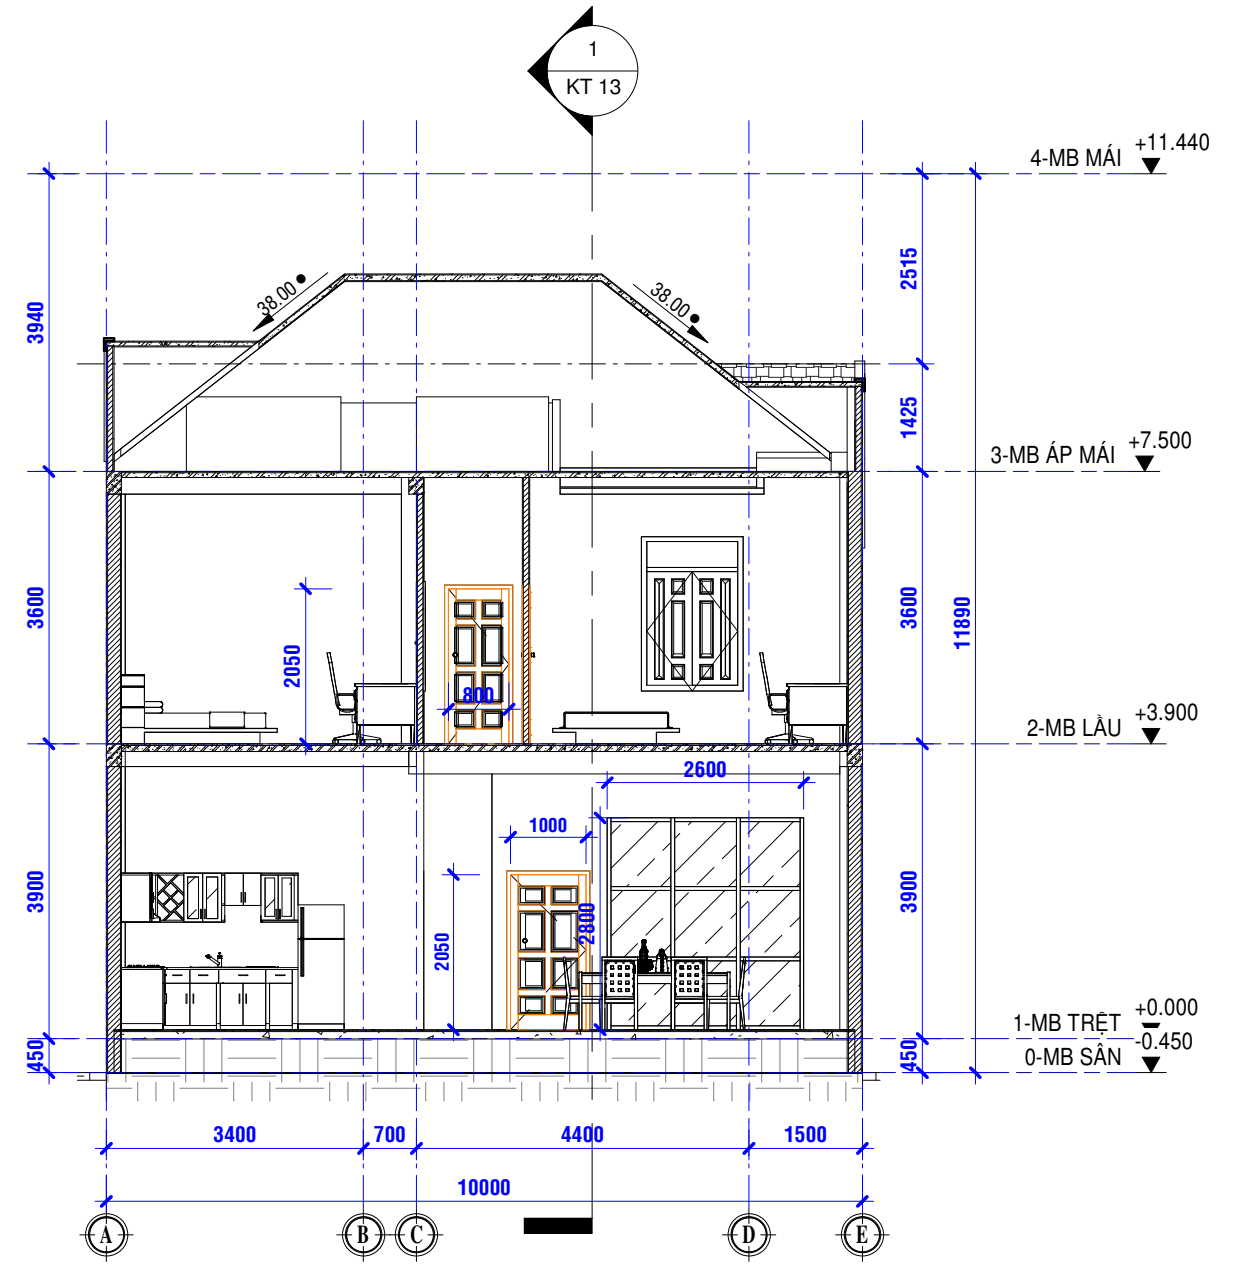 1
KT 13
4-MB MÁI
+11.440
2515
38.00
38.00
3940
1425
3-MB ÁP MÁI
+7.500
3600
2050
800
3600
11890
2-MB LẦU
+3.900
2600
1000
3900
2050
2800
3900
1-MB TRỆT
+0.000
450
450
0-MB SÂN
-0.450
3400
700
4400
1500
10000
A
B
C
D
E